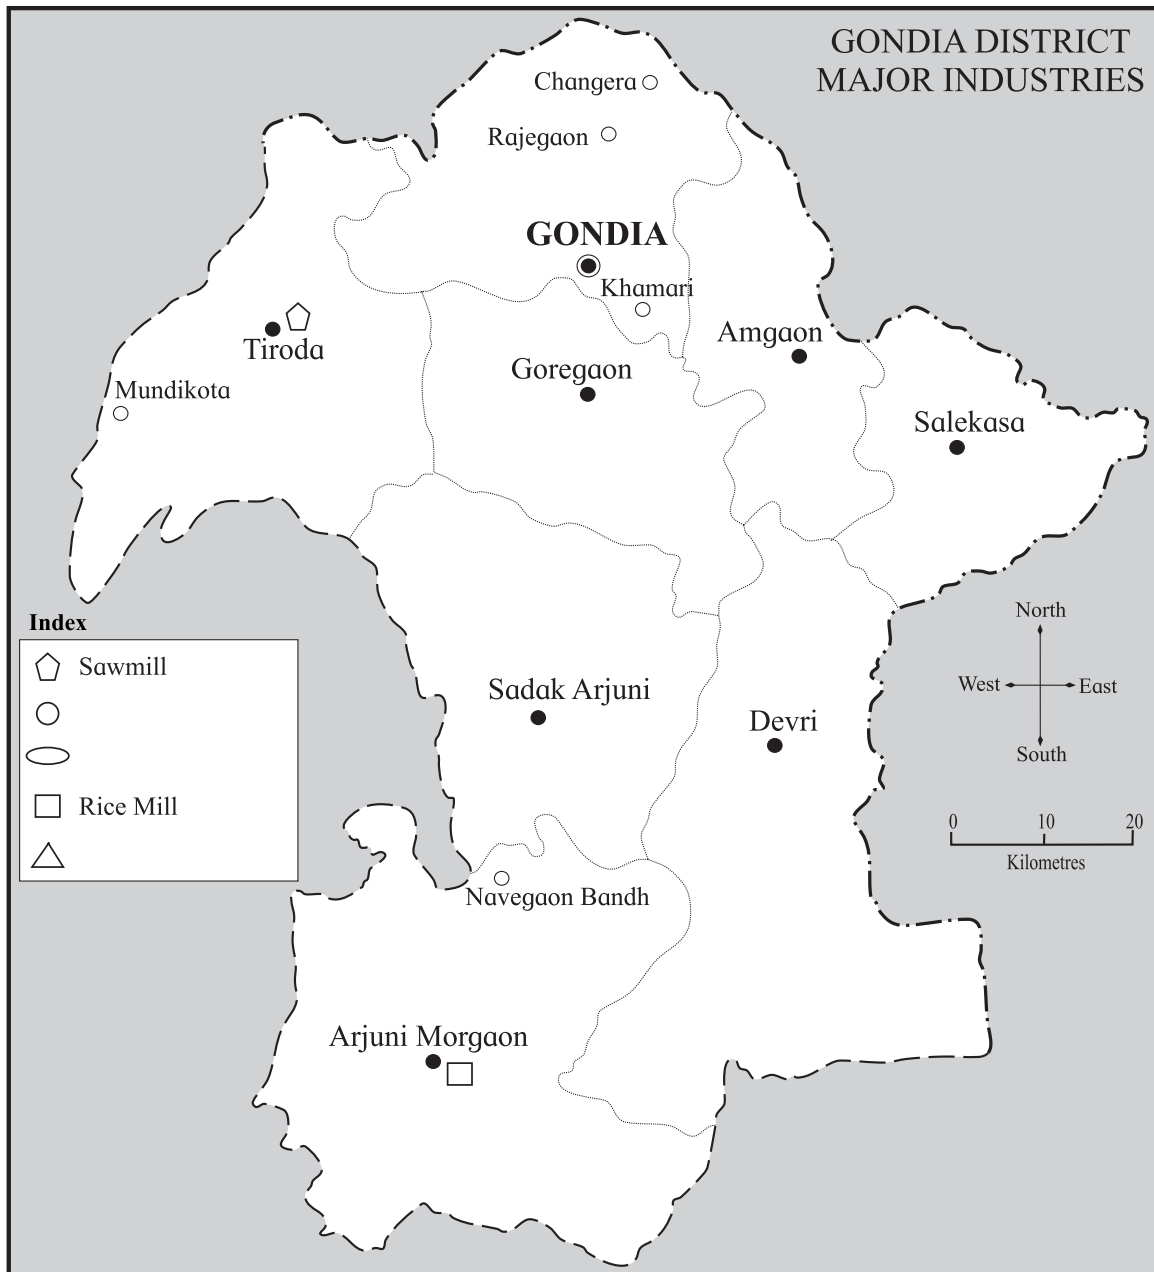 GONDIA DISTRICT
MAJOR INDUSTRIES
Changera
Rajegaon
GONDIA
Khamari
Tiroda
Amgaon
Goregaon
Mundikota
Salekasa
Index
Sawmill
Rice Mill
North
West
East
South
Sadak Arjuni
Devri
0 10 20
Kilometres
Navegaon Bandh
Arjuni Morgaon